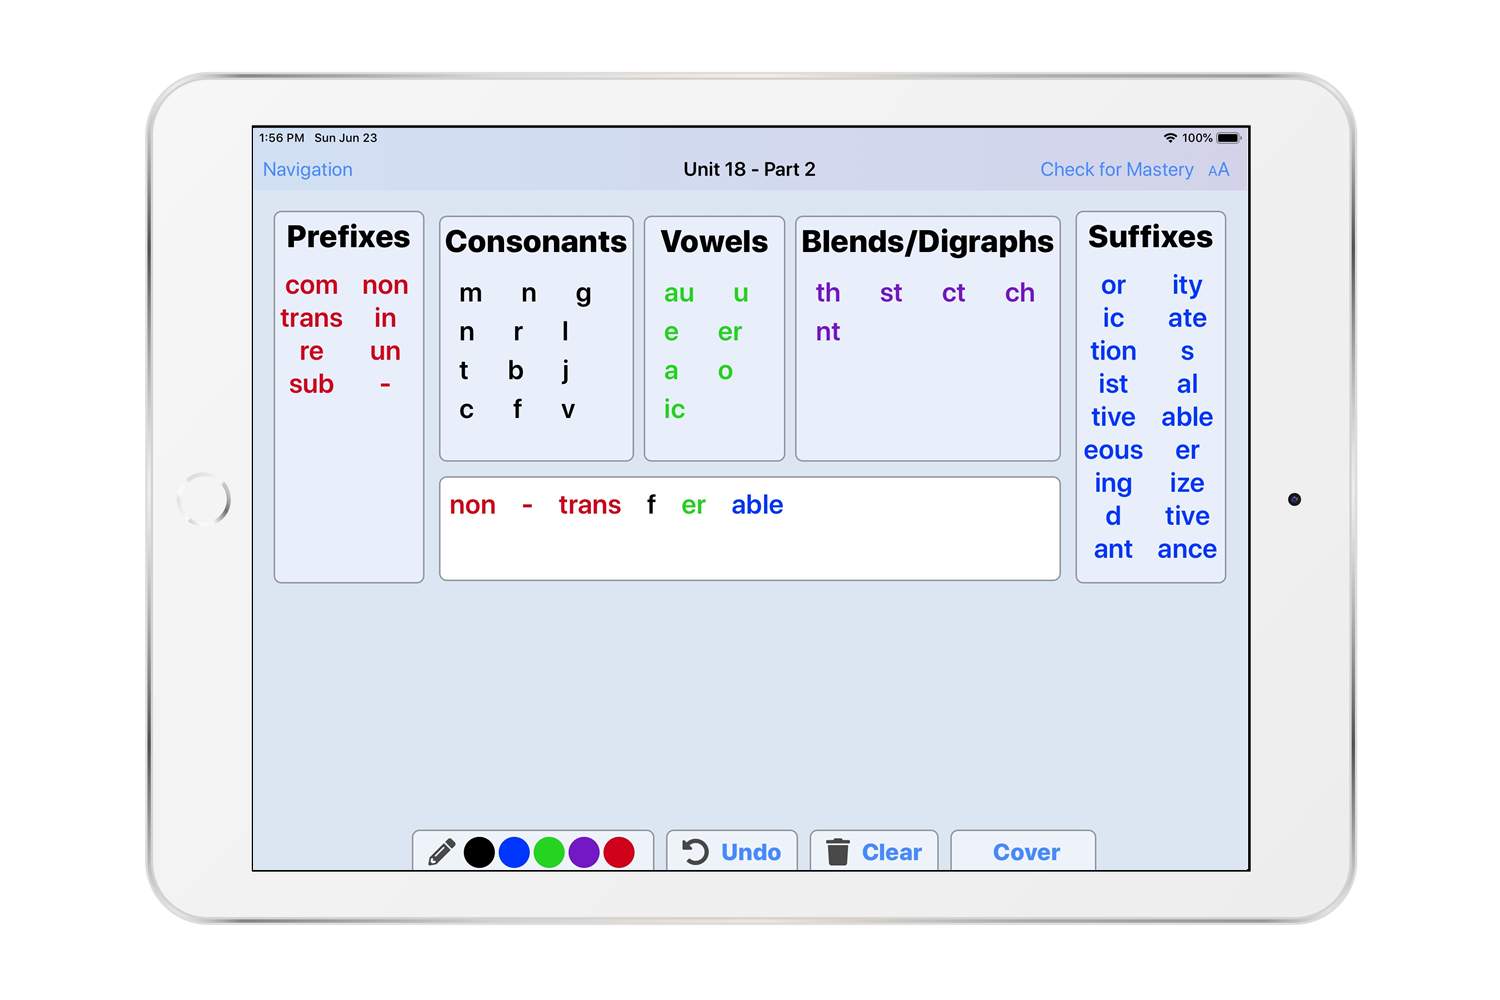 1:56 PM Sun Jun 23 100%
Navigation Unit 18 - Part 2 Check for Mastery AA
Prefixes
com non
trans in
re un
sub -
Consonants
m n g
n r l
t b j
c f v
Vowels
au u
e er
a o
ic
Blends/Digraphs
th st ct ch
nt
Suffixes
or ity
ic ate
tion s
ist al
tive able
eous er
ing ize
d tive
ant ance
non - trans f er able
Undo Clear Cover